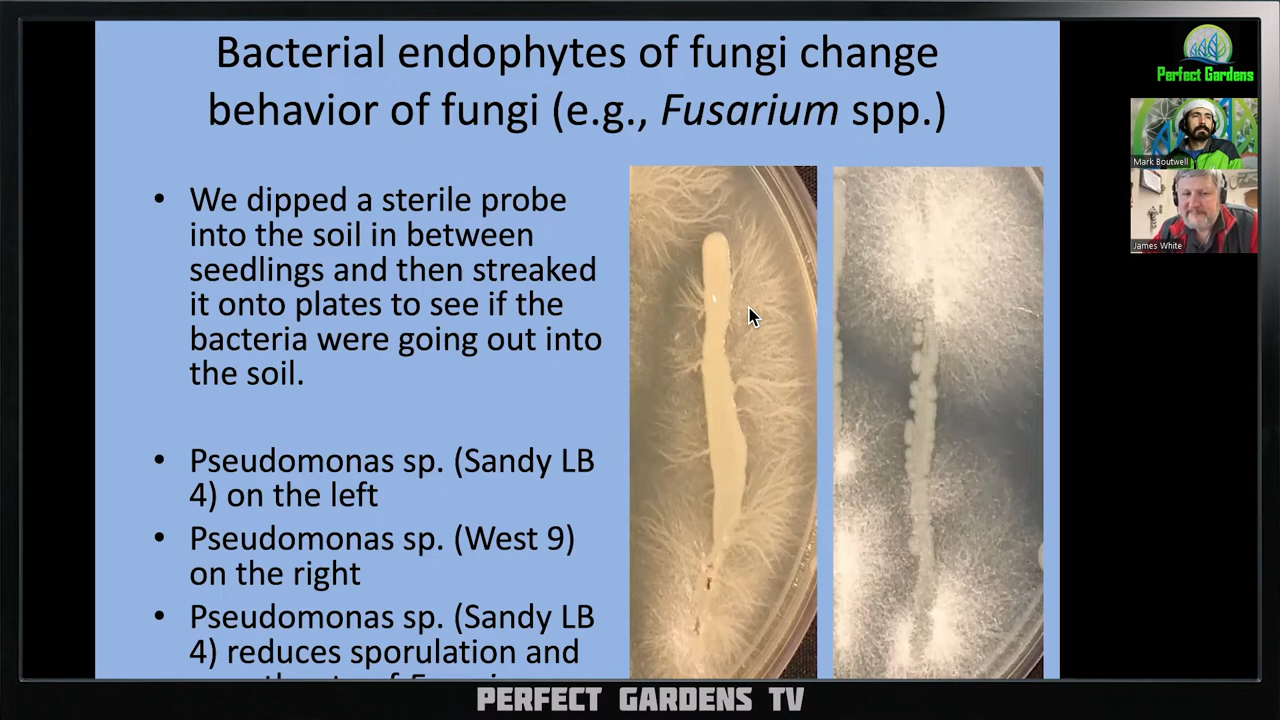 Bacterial endophytes of fungi change
behavior of fungi (e.g., Fusarium spp.)
• We dipped a sterile probe
into the soil in between
seedlings and then streaked
it onto plates to see if the
bacteria were going out into
the soil.
• Pseudomonas sp. (Sandy LB
4) on the left
• Pseudomonas sp. (West 9)
on the right
• Pseudomonas sp. (Sandy LB
4) reduces sporulation and
Perfect Gardens
Mark Boutwell
James White
PERFECT GARDENS TV